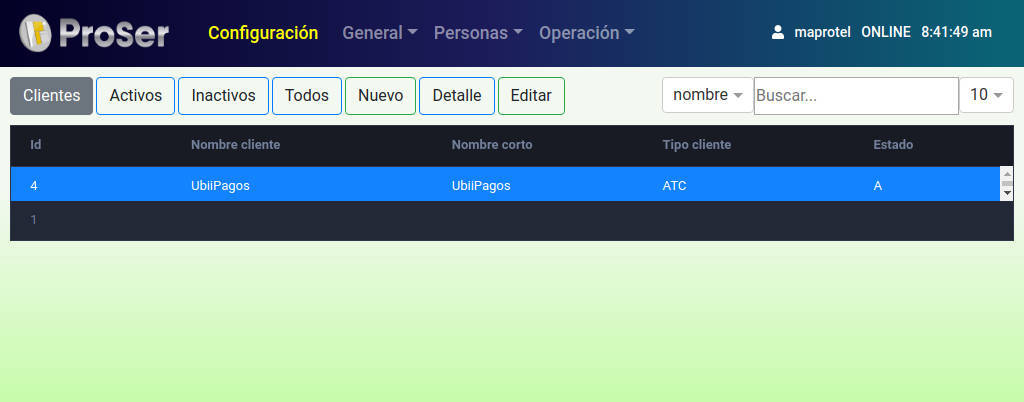 ProSer Configuración General Personas Operación maprotel ONLINE 8:41:49 am
Clientes Activos Inactivos Todos Nuevo Detalle Editar nombre Buscar... 10
Id Nombre cliente Nombre corto Tipo cliente Estado
4 UbiiPagos UbiiPagos ATC A
1